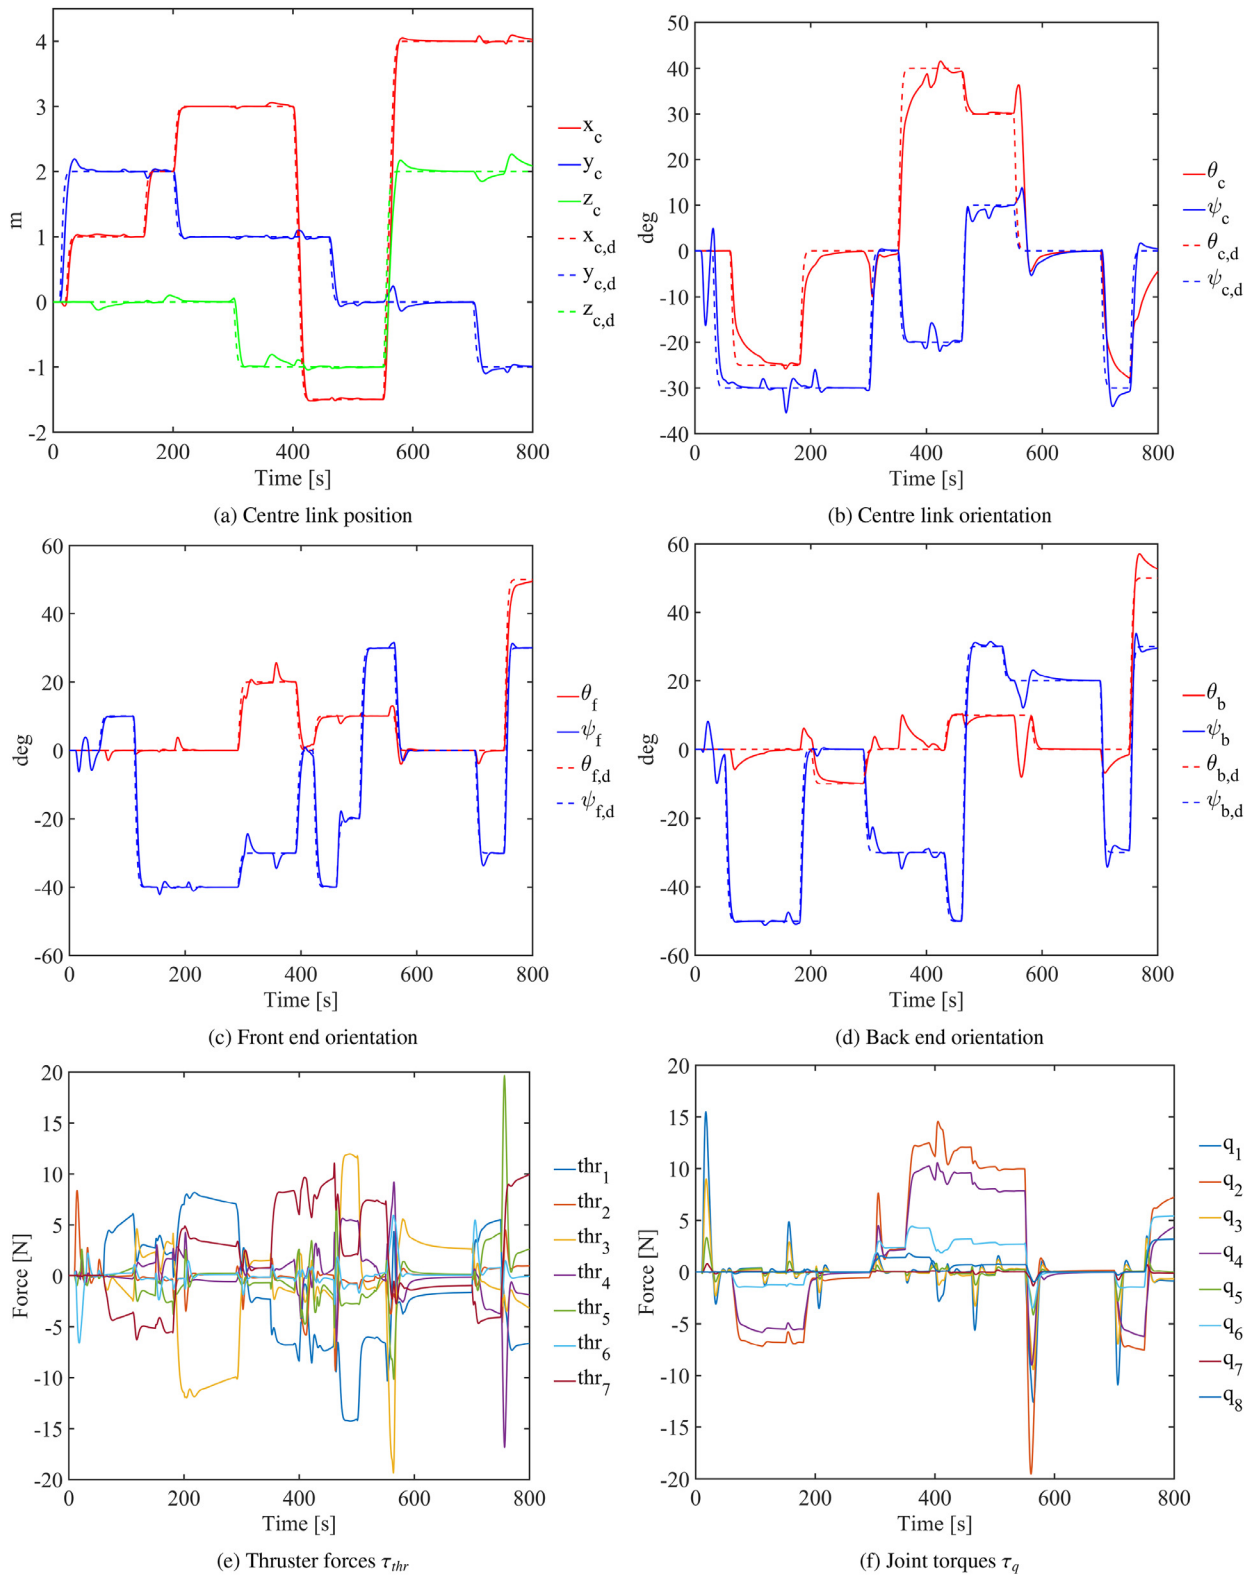 4
3
2
1
0
-1
-2
m
0 200 400 600 800
Time [s]
x_c
y_c
z_c
x_c,d
y_c,d
z_c,d
(a) Centre link position
50
40
30
20
10
0
-10
-20
-30
-40
deg
0 200 400 600 800
Time [s]
θ_c
ψ_c
θ_c,d
ψ_c,d
(b) Centre link orientation
60
40
20
0
-20
-40
-60
deg
0 200 400 600 800
Time [s]
θ_f
ψ_f
θ_f,d
ψ_f,d
(c) Front end orientation
60
40
20
0
-20
-40
-60
deg
0 200 400 600 800
Time [s]
θ_b
ψ_b
θ_b,d
ψ_b,d
(d) Back end orientation
20
15
10
5
0
-5
-10
-15
-20
Force [N]
0 200 400 600 800
Time [s]
thr_1
thr_2
thr_3
thr_4
thr_5
thr_6
thr_7
(e) Thruster forces τ_thr
20
15
10
5
0
-5
-10
-15
-20
Force [N]
0 200 400 600 800
Time [s]
q_1
q_2
q_3
q_4
q_5
q_6
q_7
q_8
(f) Joint torques τ_q